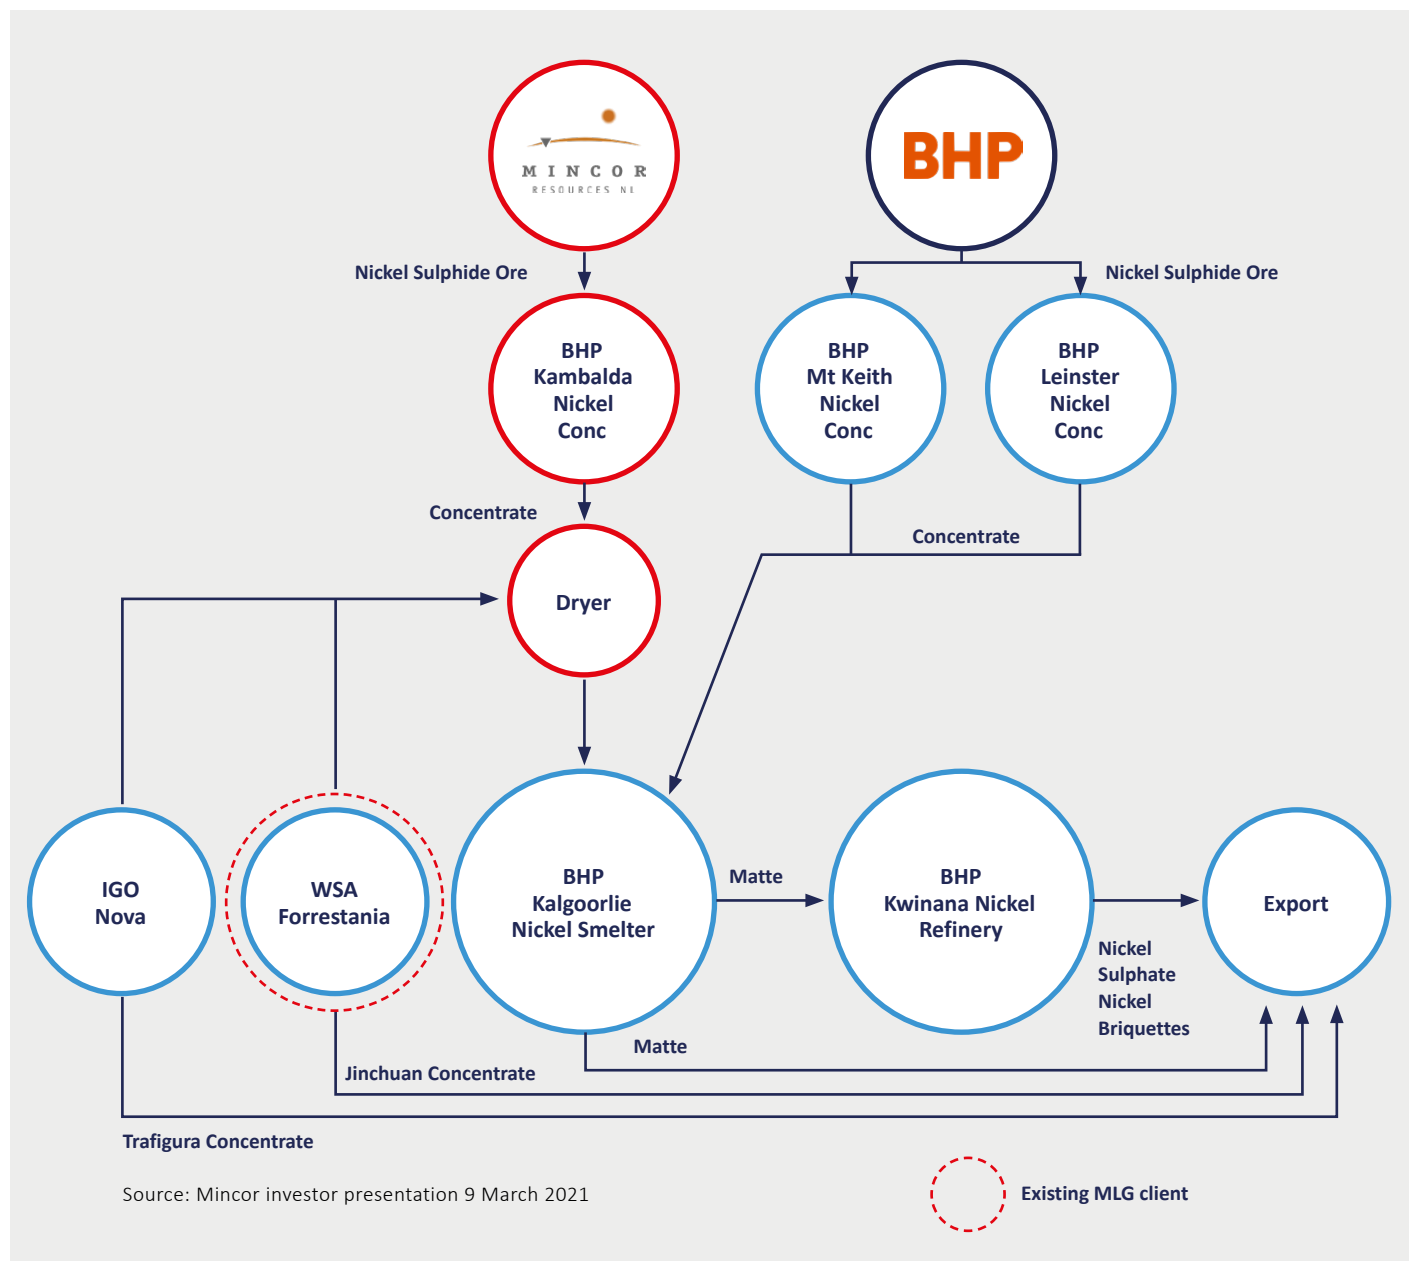 MINCOR
RESOURCES NL
BHP
Nickel Sulphide Ore
Nickel Sulphide Ore
BHP
Kambalda
Nickel
Conc
BHP
Mt Keith
Nickel
Conc
BHP
Leinster
Nickel
Conc
Concentrate
Concentrate
Dryer
IGO
Nova
WSA
Forrestania
BHP
Kalgoorlie
Nickel Smelter
Matte
BHP
Kwinana Nickel
Refinery
Export
Nickel
Sulphate
Nickel
Briquettes
Matte
Jinchuan Concentrate
Trafigura Concentrate
Source: Mincor investor presentation 9 March 2021
Existing MLG client